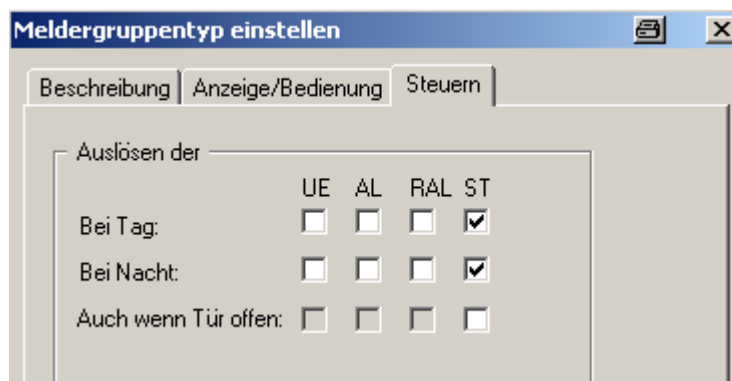 Meldergruppentyp einstellen
Beschreibung Anzeige/Bedienung Steuern
Auslösen der
UE AL RAL ST
Bei Tag:
Bei Nacht:
Auch wenn Tür offen: